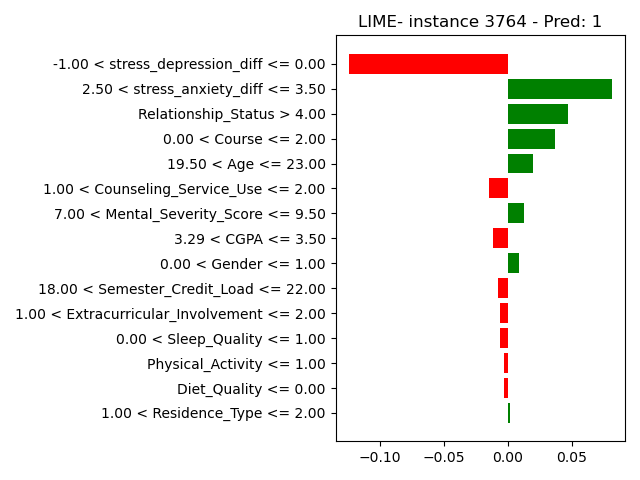 LIME- instance 3764 - Pred: 1
-1.00 < stress_depression_diff <= 0.00
2.50 < stress_anxiety_diff <= 3.50
Relationship_Status > 4.00
0.00 < Course <= 2.00
19.50 < Age <= 23.00
1.00 < Counseling_Service_Use <= 2.00
7.00 < Mental_Severity_Score <= 9.50
3.29 < CGPA <= 3.50
0.00 < Gender <= 1.00
18.00 < Semester_Credit_Load <= 22.00
1.00 < Extracurricular_Involvement <= 2.00
0.00 < Sleep_Quality <= 1.00
Physical_Activity <= 1.00
Diet_Quality <= 0.00
1.00 < Residence_Type <= 2.00
−0.10 −0.05 0.00 0.05